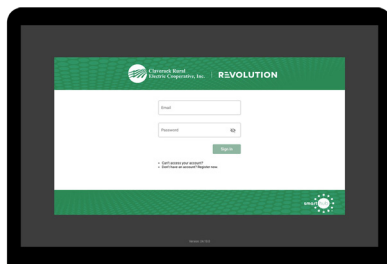 Claverack Rural
Electric Cooperative, Inc.
REVOLUTION
Email
Password
Sign In
Can't access your account?
Don't have an account? Register now.
smart